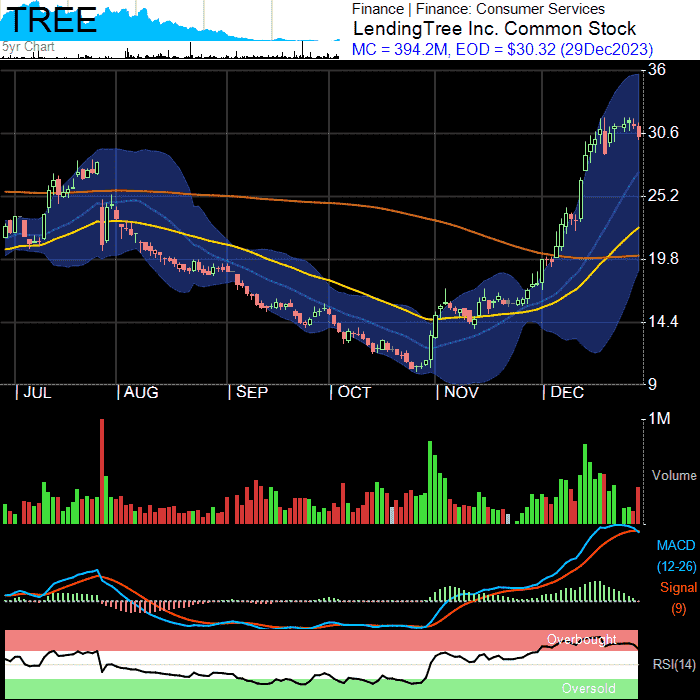 TREE
5yr Chart
Finance | Finance: Consumer Services
LendingTree Inc. Common Stock
MC = 394.2M, EOD = $30.32 (29Dec2023)
36
30.6
25.2
19.8
14.4
9
JUL AUG SEP OCT NOV DEC
1M
Volume
MACD
(12-26)
Signal
(9)
Overbought
RSI(14)
Oversold